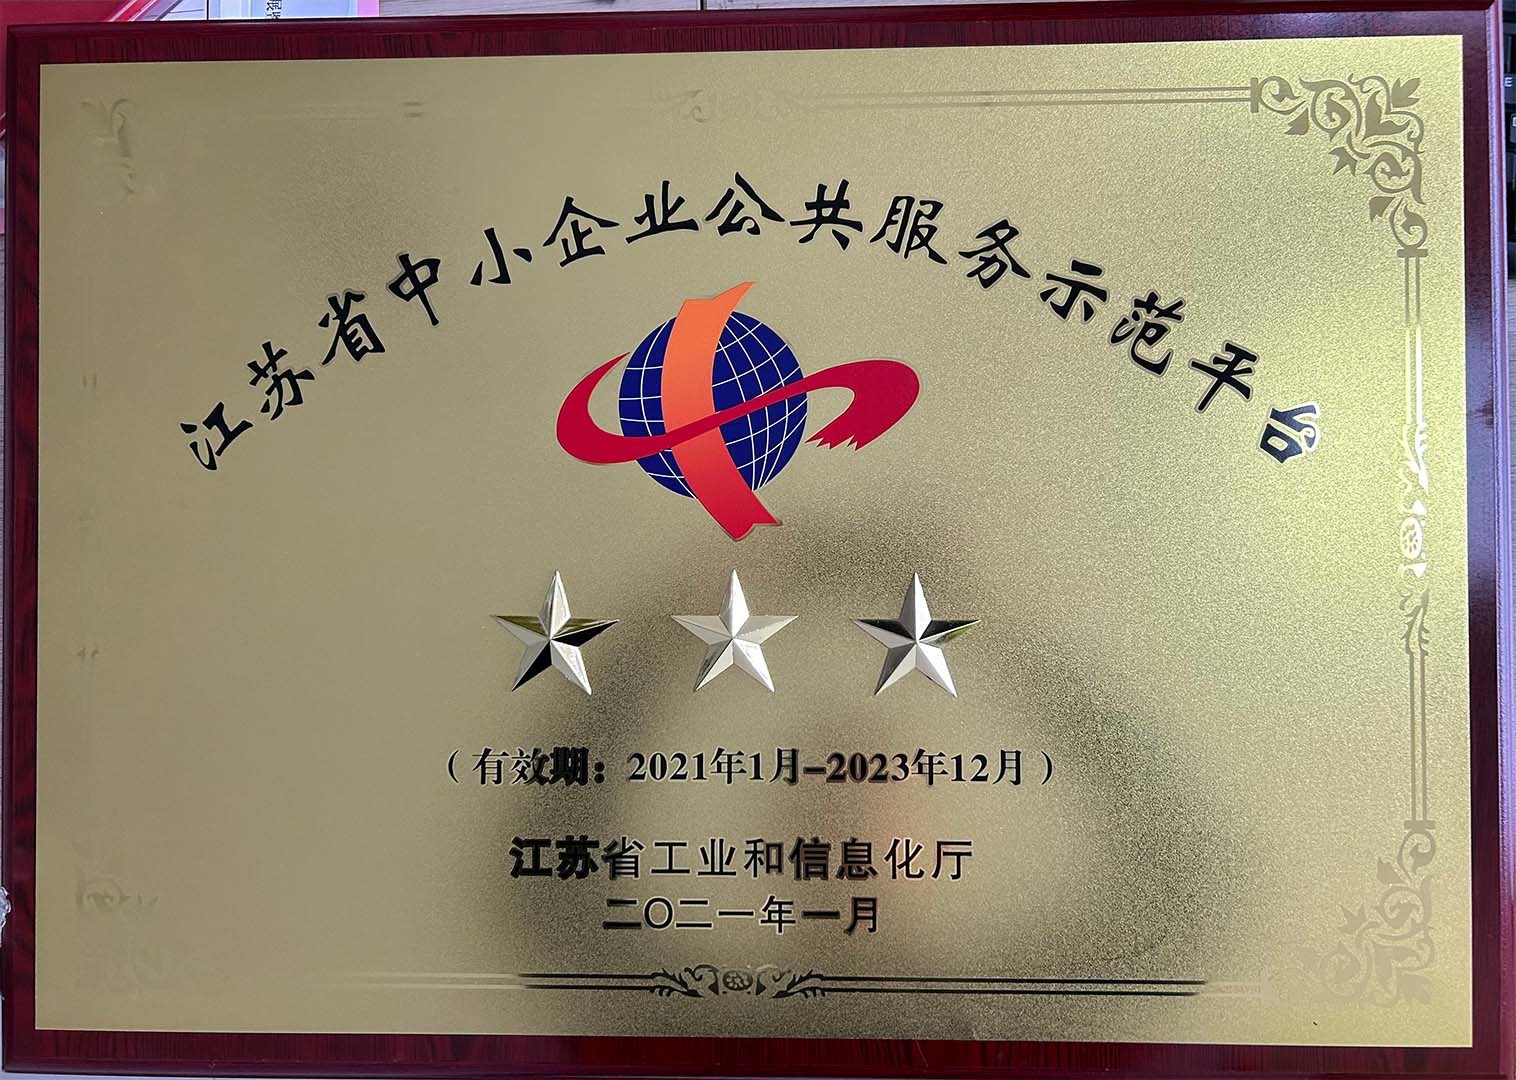 江苏省中小企业公共服务示范平台
（有效期：2021年1月-2023年12月）
江苏省工业和信息化厅
二〇二一年一月